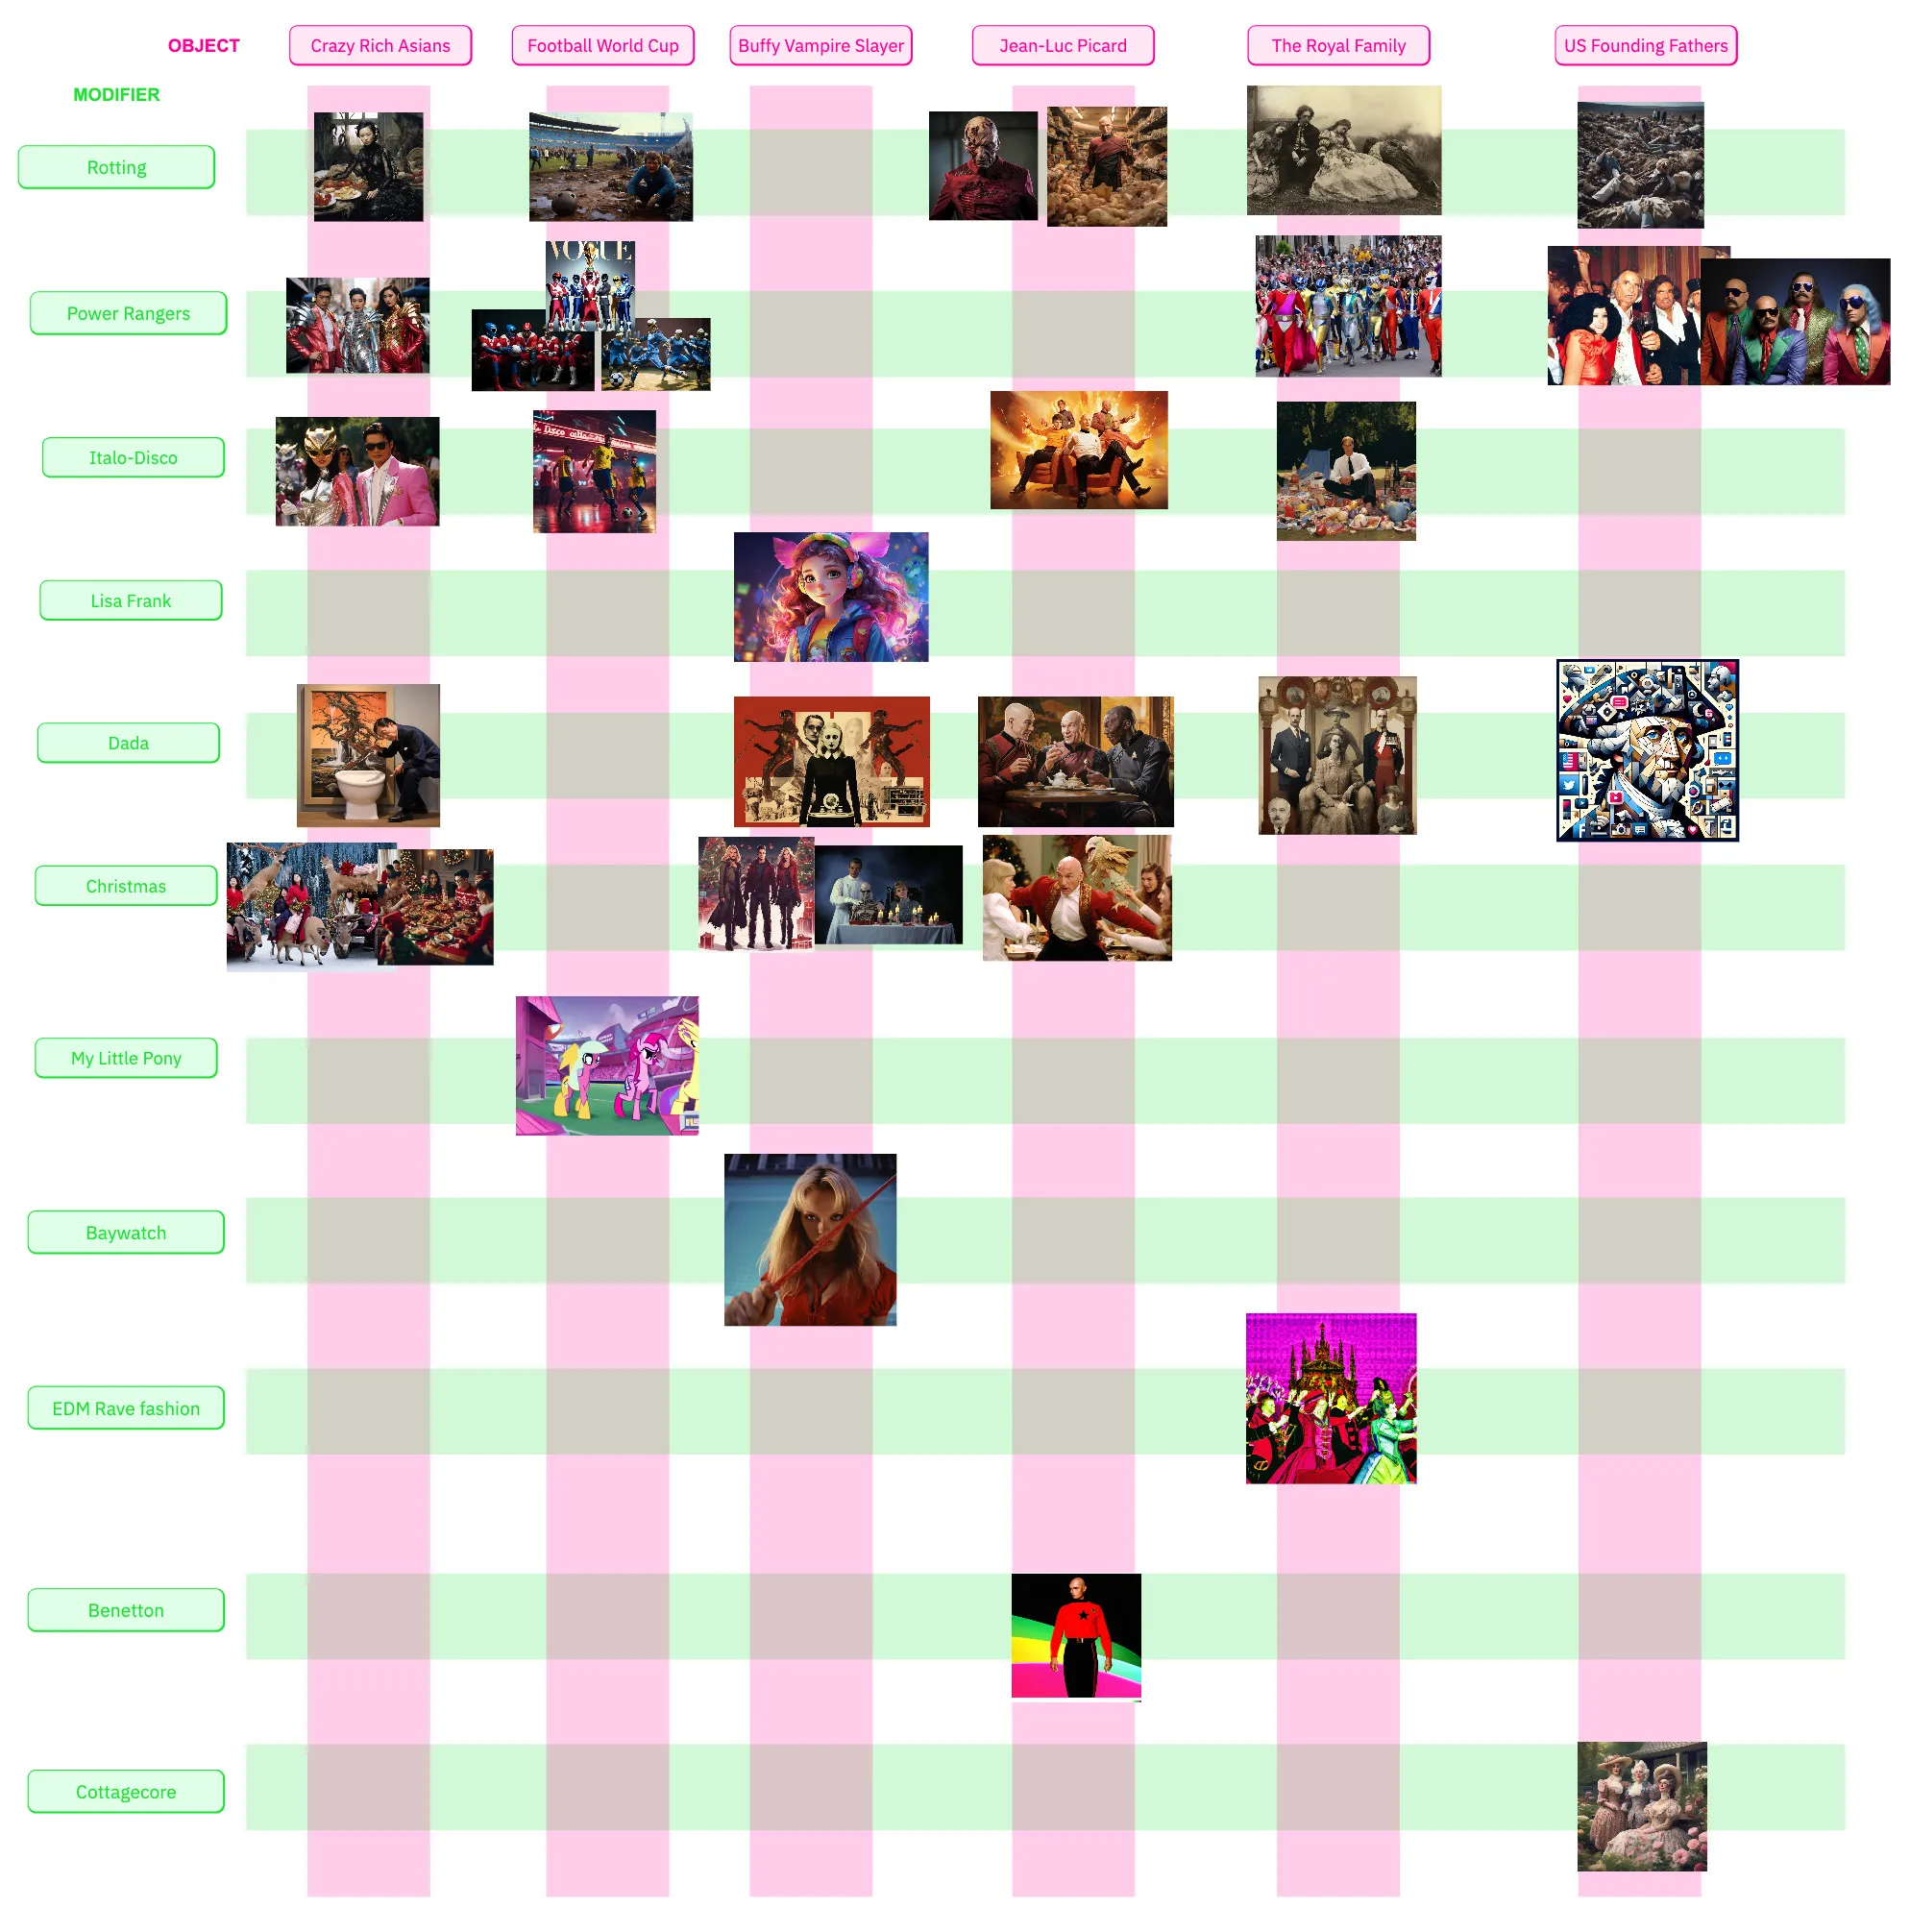 OBJECT
Crazy Rich Asians
Football World Cup
Buffy Vampire Slayer
Jean-Luc Picard
The Royal Family
US Founding Fathers
MODIFIER
Rotting
VOGUE
Power Rangers
Italo-Disco
Lisa Frank
Dada
Christmas
My Little Pony
Baywatch
EDM Rave fashion
Benetton
Cottagecore